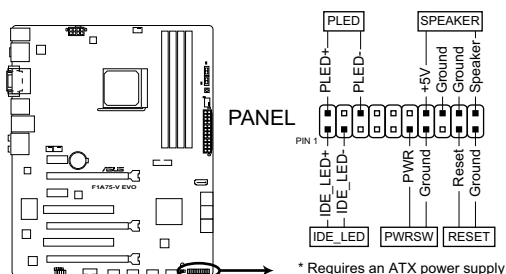 PLED
SPEAKER
PLED+
PLED-
+5V
Ground
Ground
Speaker
PANEL
PIN 1
IDE_LED+
IDE_LED-
PWR
Ground
Reset
Ground
IDE_LED
PWRSW
RESET
* Requires an ATX power supply
ASUS
F1A75-V EVO